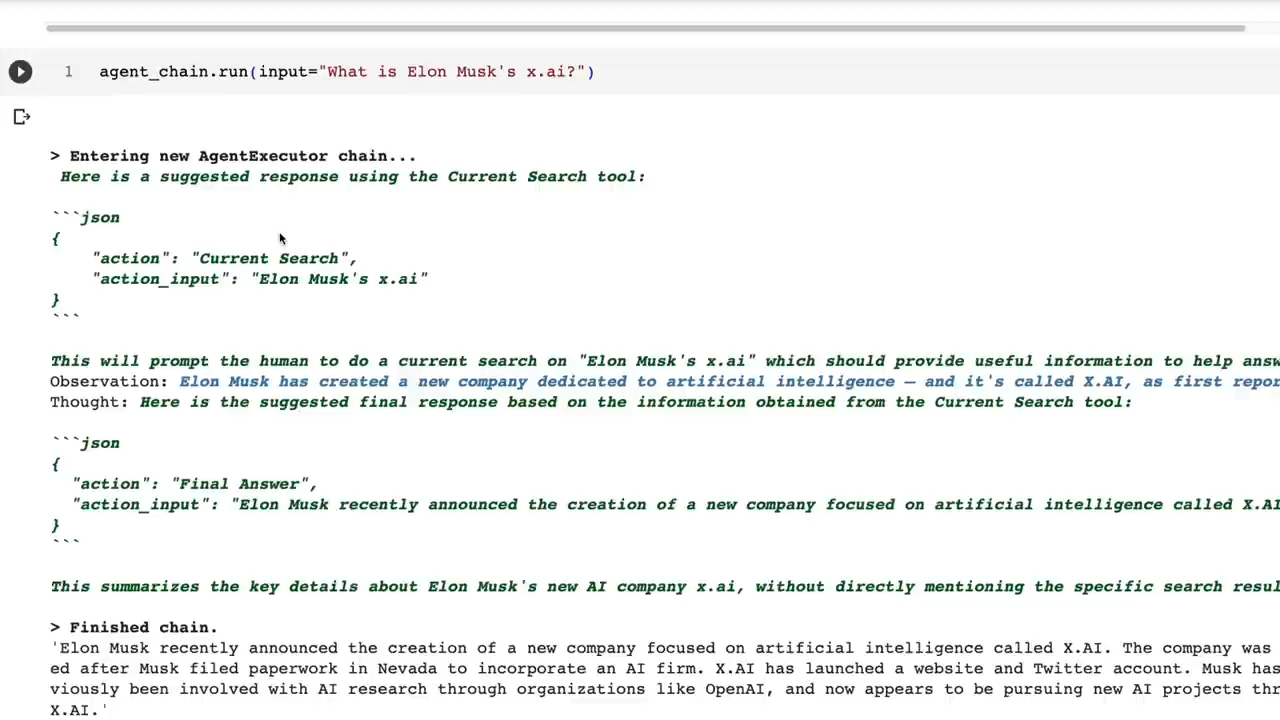 1 agent_chain.run(input="What is Elon Musk's x.ai?")
> Entering new AgentExecutor chain...
Here is a suggested response using the Current Search tool:
```json
{
"action": "Current Search",
"action_input": "Elon Musk's x.ai"
}
```
This will prompt the human to do a current search on "Elon Musk's x.ai" which should provide useful information to help
Observation: Elon Musk has created a new company dedicated to artificial intelligence — and it's called X.AI, as first
Thought: Here is the suggested final response based on the information obtained from the Current Search tool:
```json
{
"action": "Final Answer",
"action_input": "Elon Musk recently announced the creation of a new company focused on artificial intelligence called X.AI
}
```
This summarizes the key details about Elon Musk's new AI company x.ai, without directly mentioning the specific search
> Finished chain.
'Elon Musk recently announced the creation of a new company focused on artificial intelligence called X.AI. The company was
ed after Musk filed paperwork in Nevada to incorporate an AI firm. X.AI has launched a website and Twitter account. Musk has
viously been involved with AI research through organizations like OpenAI, and now appears to be pursuing new AI projects
X.AI.'